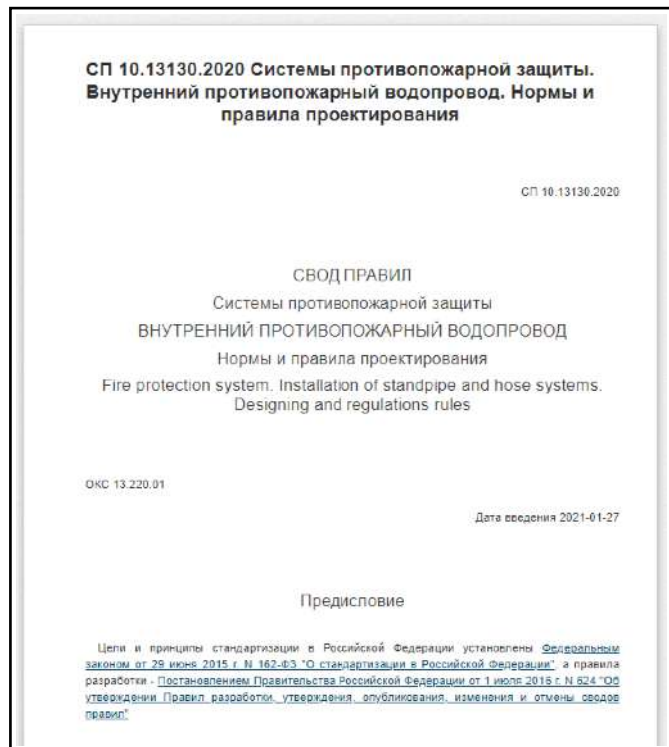 СП 10.13130.2020 Системы противопожарной защиты.
Внутренний противопожарный водопровод. Нормы и
правила проектирования
СП 10.13130.2020
СВОД ПРАВИЛ
Системы противопожарной защиты
ВНУТРЕННИЙ ПРОТИВОПОЖАРНЫЙ ВОДОПРОВОД
Нормы и правила проектирования
Fire protection system. Installation of standpipe and hose systems.
Designing and regulations rules
ОКС 13.220.01
Дата введения 2021-01-27
Предисловие
Цели и принципы стандартизации в Российской Федерации установлены Федеральным
законом от 29 июня 2015 г. N 162-ФЗ "О стандартизации в Российской Федерации", а правила
разработки - Постановлением Правительства Российской Федерации от 1 июля 2016 г. N 624 "Об
утверждении Правил разработки, утверждения, опубликования, изменения и отмены сводов
правил"